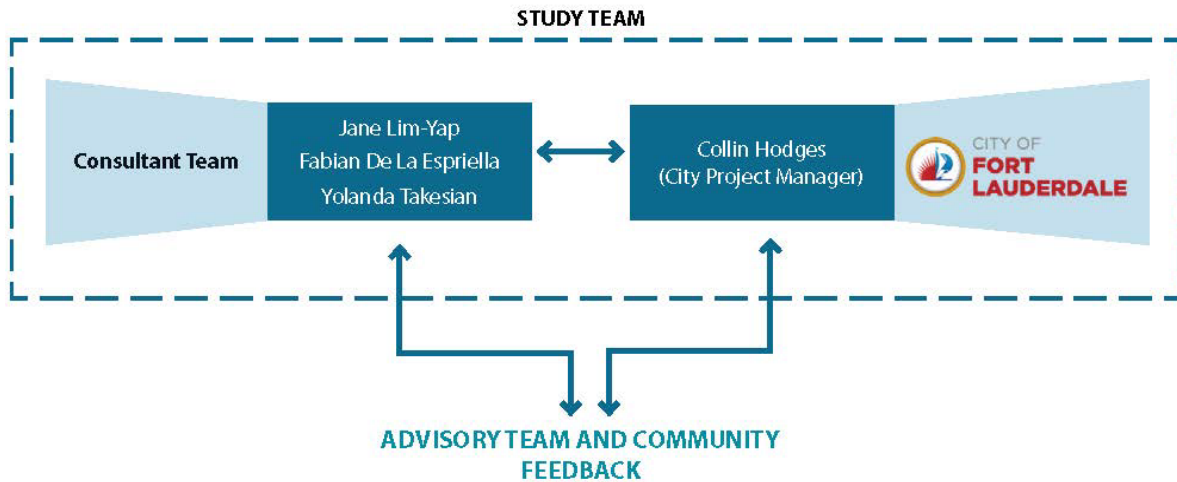 STUDY TEAM
Consultant Team
Jane Lim-Yap
Fabian De La Espriella
Yolanda Takesian
Collin Hodges
(City Project Manager)
CITY OF
FORT
LAUDERDALE
ADVISORY TEAM AND COMMUNITY
FEEDBACK